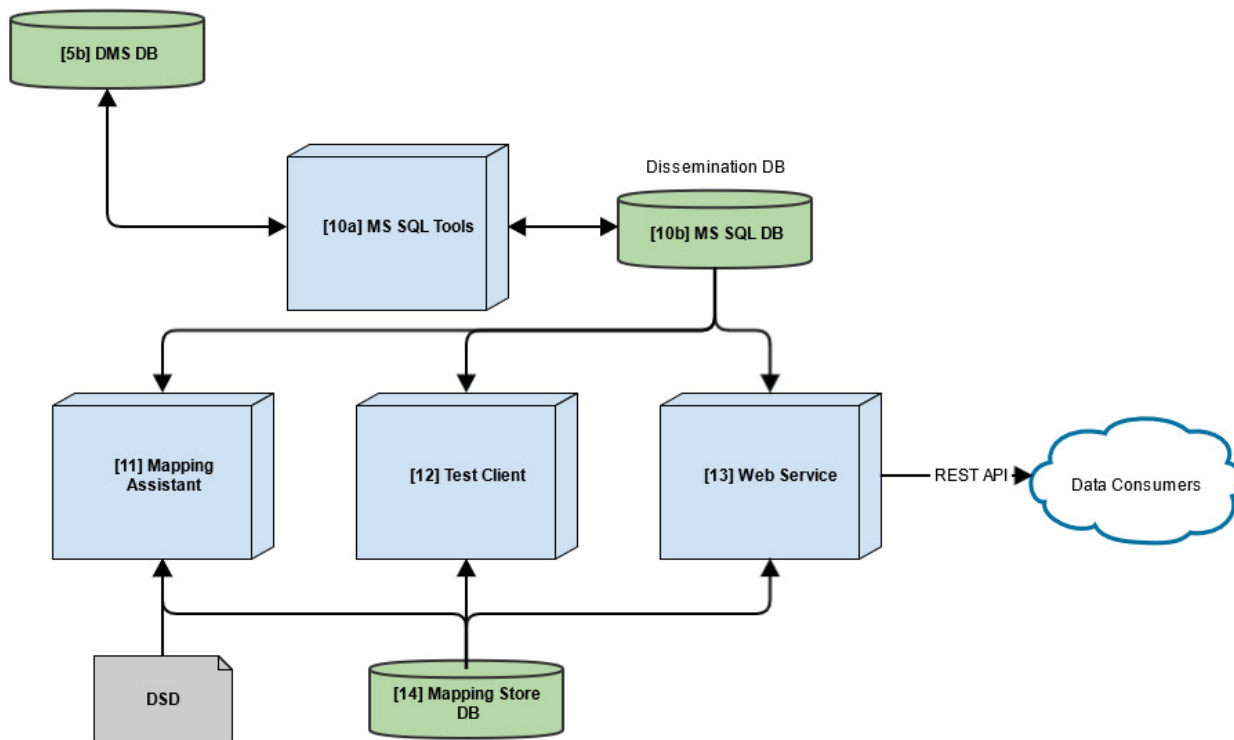 [5b] DMS DB
Dissemination DB
[10a] MS SQL Tools
[10b] MS SQL DB
[11] Mapping
Assistant
[12] Test Client
[13] Web Service
REST API
Data Consumers
DSD
[14] Mapping Store
DB